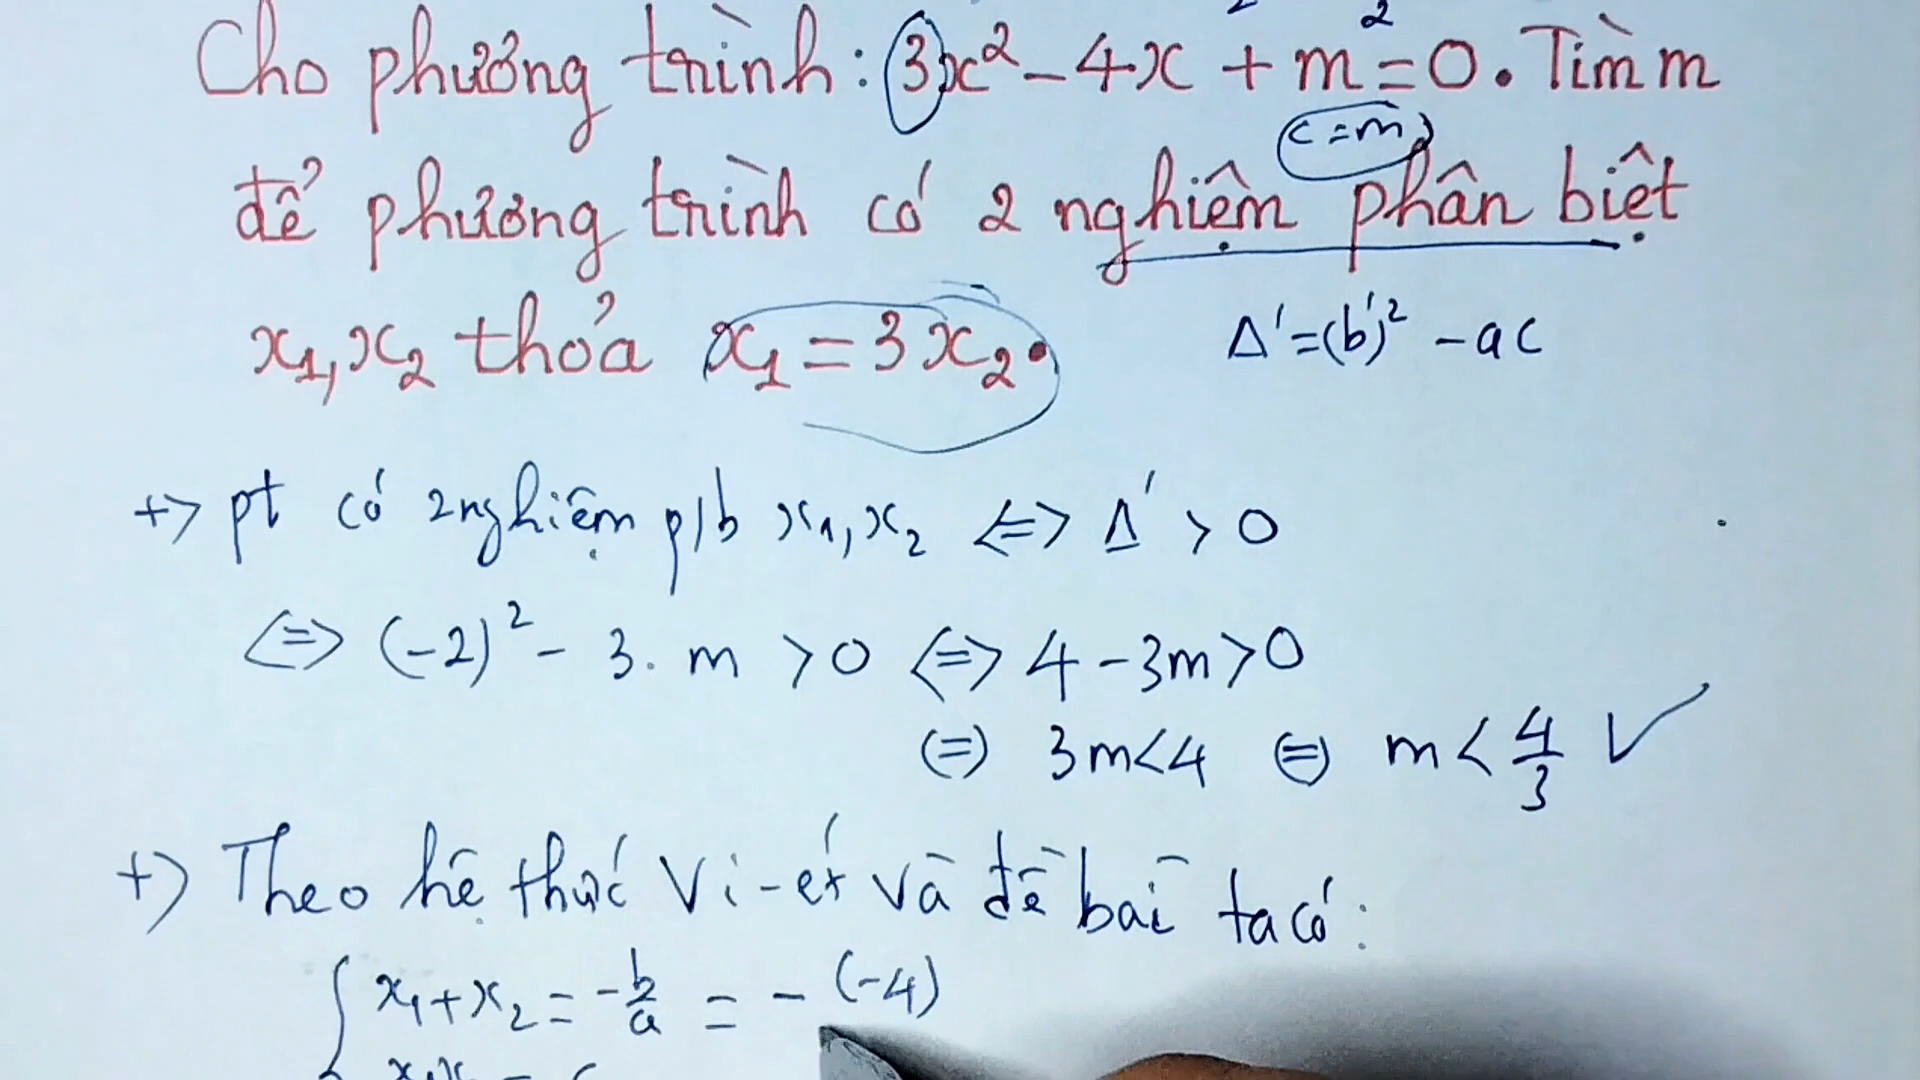 Cho phương trình: 3x² - 4x + m² = 0. Tìm m
(c = m)
để phương trình có 2 nghiệm phân biệt
x₁, x₂ thỏa x₁ = 3x₂.
Δ' = (b')² - ac
+> pt có 2 nghiệm p/b x₁, x₂ <=> Δ' > 0
<=> (-2)² - 3. m > 0 <=> 4 - 3m > 0
(=) 3m < 4 (=) m < 4/3 ✓
+> Theo hệ thức Vi-ét và đề bài ta có:
{ x₁ + x₂ = -b/a = - (-4)